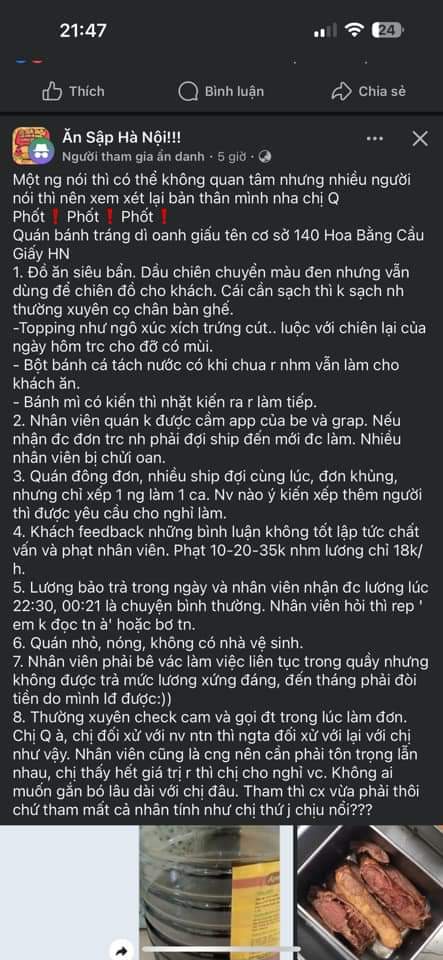 21:47
24
Thích
Bình luận
Chia sẻ
Ăn Sập Hà Nội!!!
Người tham gia ẩn danh · 5 giờ ·
Một ng nói thì có thể không quan tâm nhưng nhiều người
nói thì nên xem xét lại bản thân mình nha chị Q
Phốt❗Phốt❗Phốt❗
Quán bánh tráng dì oanh giấu tên cơ sở 140 Hoa Bằng Cầu
Giấy HN
1. Đồ ăn siêu bẩn. Dầu chiên chuyển màu đen nhưng vẫn
dùng để chiên đồ cho khách. Cái cần sạch thì k sạch nh
thường xuyên cọ chân bàn ghế.
-Topping như ngô xúc xích trứng cút.. luộc với chiên lại của
ngày hôm trc cho đỡ có mùi.
- Bột bánh cá tách nước có khi chua r nhm vẫn làm cho
khách ăn.
- Bánh mì có kiến thì nhặt kiến ra r làm tiếp.
2. Nhân viên quán k được cầm app của be và grap. Nếu
nhận đc đơn trc nh phải đợi ship đến mới đc làm. Nhiều
nhân viên bị chửi oan.
3. Quán đông đơn, nhiều ship đợi cùng lúc, đơn khủng,
nhưng chỉ xếp 1 ng làm 1 ca. Nv nào ý kiến xếp thêm người
thì được yêu cầu cho nghỉ làm.
4. Khách feedback những bình luận không tốt lập tức chất
vấn và phạt nhân viên. Phạt 10-20-35k nhm lương chỉ 18k/
h.
5. Lương bảo trả trong ngày và nhân viên nhận đc lương lúc
22:30, 00:21 là chuyện bình thường. Nhân viên hỏi thì rep '
em k đọc tn à' hoặc bơ tn.
6. Quán nhỏ, nóng, không có nhà vệ sinh.
7. Nhân viên phải bê vác làm việc liên tục trong quầy nhưng
không được trả mức lương xứng đáng, đến tháng phải đòi
tiền do mình lđ được:))
8. Thường xuyên check cam và gọi đt trong lúc làm đơn.
Chị Q à, chị đối xử với nv ntn thì ngta đối xử với lại với chị
như vậy. Nhân viên cũng là cng nên cần phải tôn trọng lẫn
nhau, chị thấy hết giá trị r thì chị cho nghỉ vc. Không ai
muốn gắn bó lâu dài với chị đâu. Tham thì cx vừa phải thôi
chứ tham mất cả nhân tính như chị thứ j chịu nổi???